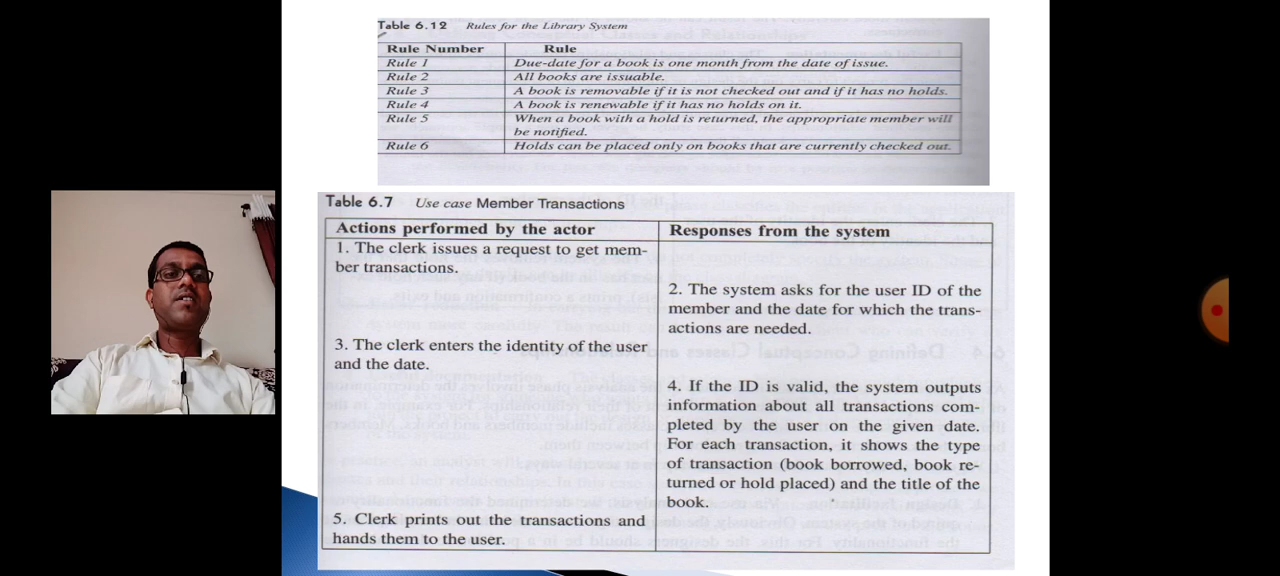 Table 6.12 Rules for the Library System
Rule Number Rule
Rule 1 Due-date for a book is one month from the date of issue.
Rule 2 All books are issuable.
Rule 3 A book is removable if it is not checked out and if it has no holds.
Rule 4 A book is renewable if it has no holds on it.
Rule 5 When a book with a hold is returned, the appropriate member will
be notified.
Rule 6 Holds can be placed only on books that are currently checked out.
Table 6.7 Use case Member Transactions
Actions performed by the actor Responses from the system
1. The clerk issues a request to get mem-
ber transactions.
2. The system asks for the user ID of the
member and the date for which the trans-
actions are needed.
3. The clerk enters the identity of the user
and the date.
4. If the ID is valid, the system outputs
information about all transactions com-
pleted by the user on the given date.
For each transaction, it shows the type
of transaction (book borrowed, book re-
turned or hold placed) and the title of the
book.
5. Clerk prints out the transactions and
hands them to the user.